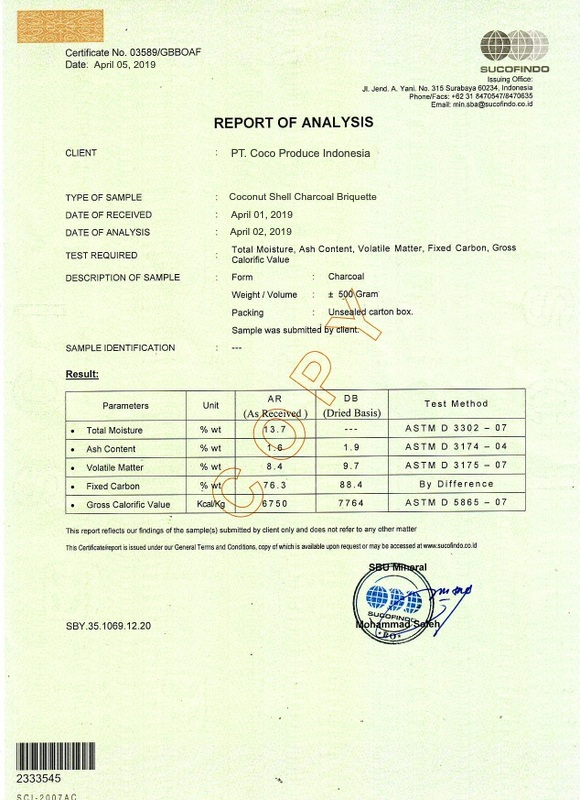 Certificate No. 03589/GBBOAF
Date: April 05, 2019
SUCOFINDO
Issuing Office:
Jl. Jend. A. Yani. No. 315 Surabaya 60234, Indonesia
Phone/Facs: +62 31 8470547/8470635
Email: min.sba@sucofindo.co.id
REPORT OF ANALYSIS
CLIENT : PT. Coco Produce Indonesia
TYPE OF SAMPLE : Coconut Shell Charcoal Briquette
DATE OF RECEIVED : April 01, 2019
DATE OF ANALYSIS : April 02, 2019
TEST REQUIRED : Total Moisture, Ash Content, Volatile Matter, Fixed Carbon, Gross
Calorific Value
DESCRIPTION OF SAMPLE : Form : Charcoal
Weight / Volume : ± 500 Gram
Packing : Unsealed carton box.
Sample was submitted by client.
SAMPLE IDENTIFICATION : ---
COPY
Result:
Parameters Unit AR (As Received ) DB (Dried Basis) Test Method
• Total Moisture % wt 13.7 --- ASTM D 3302 – 07
• Ash Content % wt 1.6 1.9 ASTM D 3174 – 04
• Volatile Matter % wt 8.4 9.7 ASTM D 3175 – 07
• Fixed Carbon % wt 76.3 88.4 By Difference
• Gross Calorific Value Kcal/Kg 6750 7764 ASTM D 5865 – 07
This report reflects our findings of the sample(s) submitted by client only and does not refer to any other matter
This Certificate/report is issued under our General Terms and Conditions, copy of which is available upon request or may be accessed at www.sucofindo.co.id
SBU Mineral
SUCOFINDO
Mohammad Saleh
SBY.35.1069.12.20
2333545
SCI-2007AC